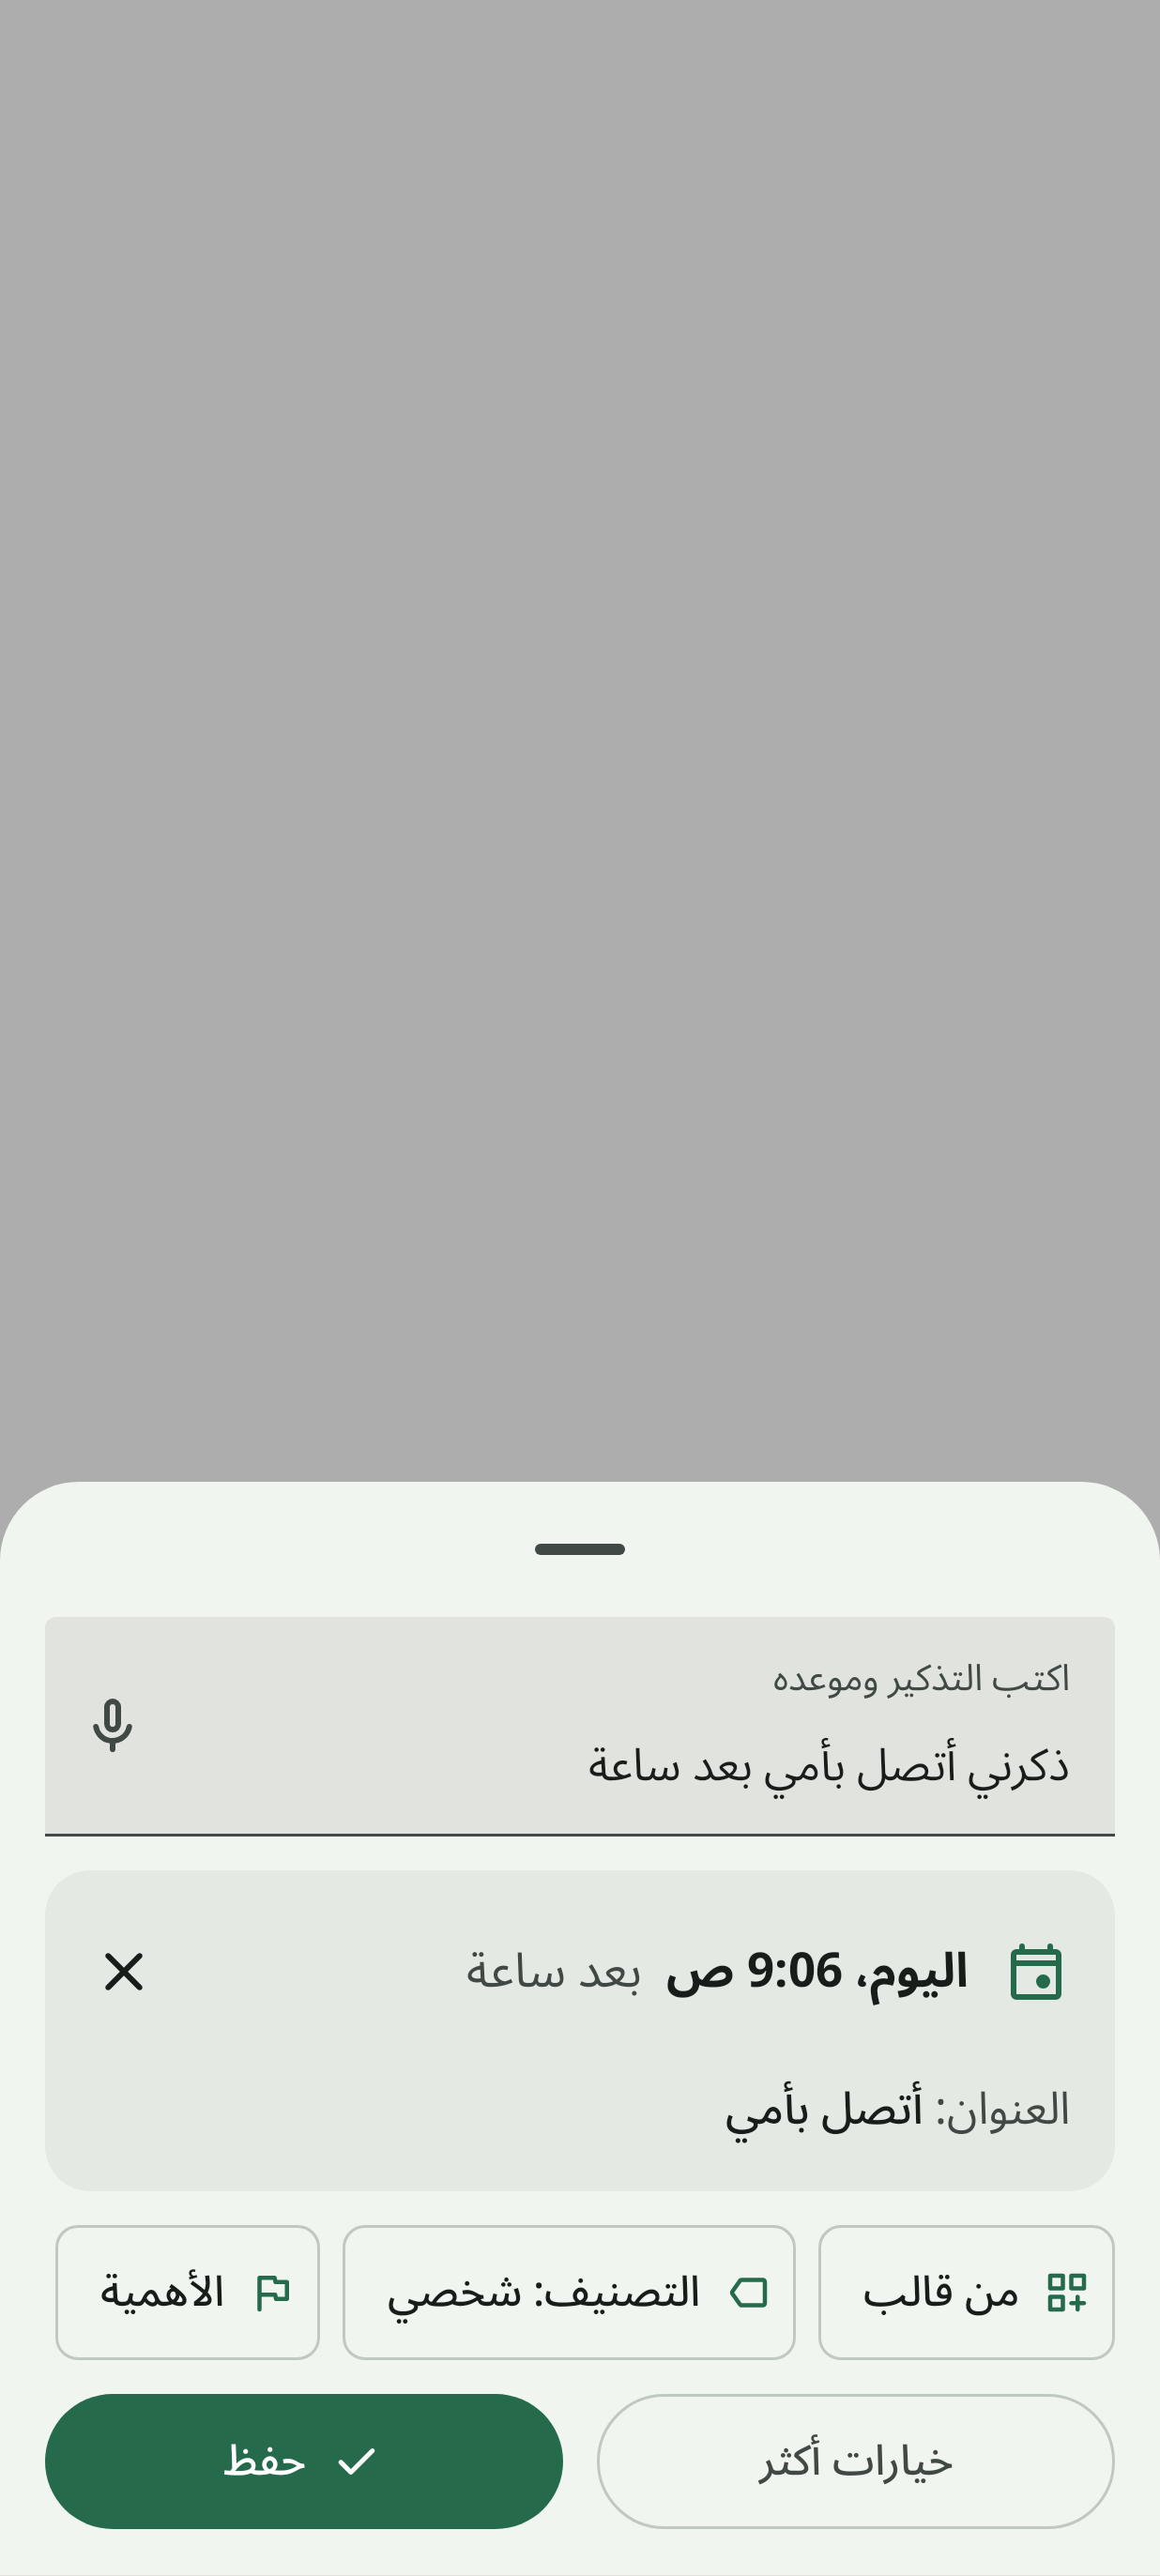 اكتب التذكير وموعده
ذكرني أتصل بأمي بعد ساعة
اليوم، 9:06 ص بعد ساعة
العنوان: أتصل بأمي
من قالب
التصنيف: شخصي
الأهمية
خيارات أكثر
حفظ